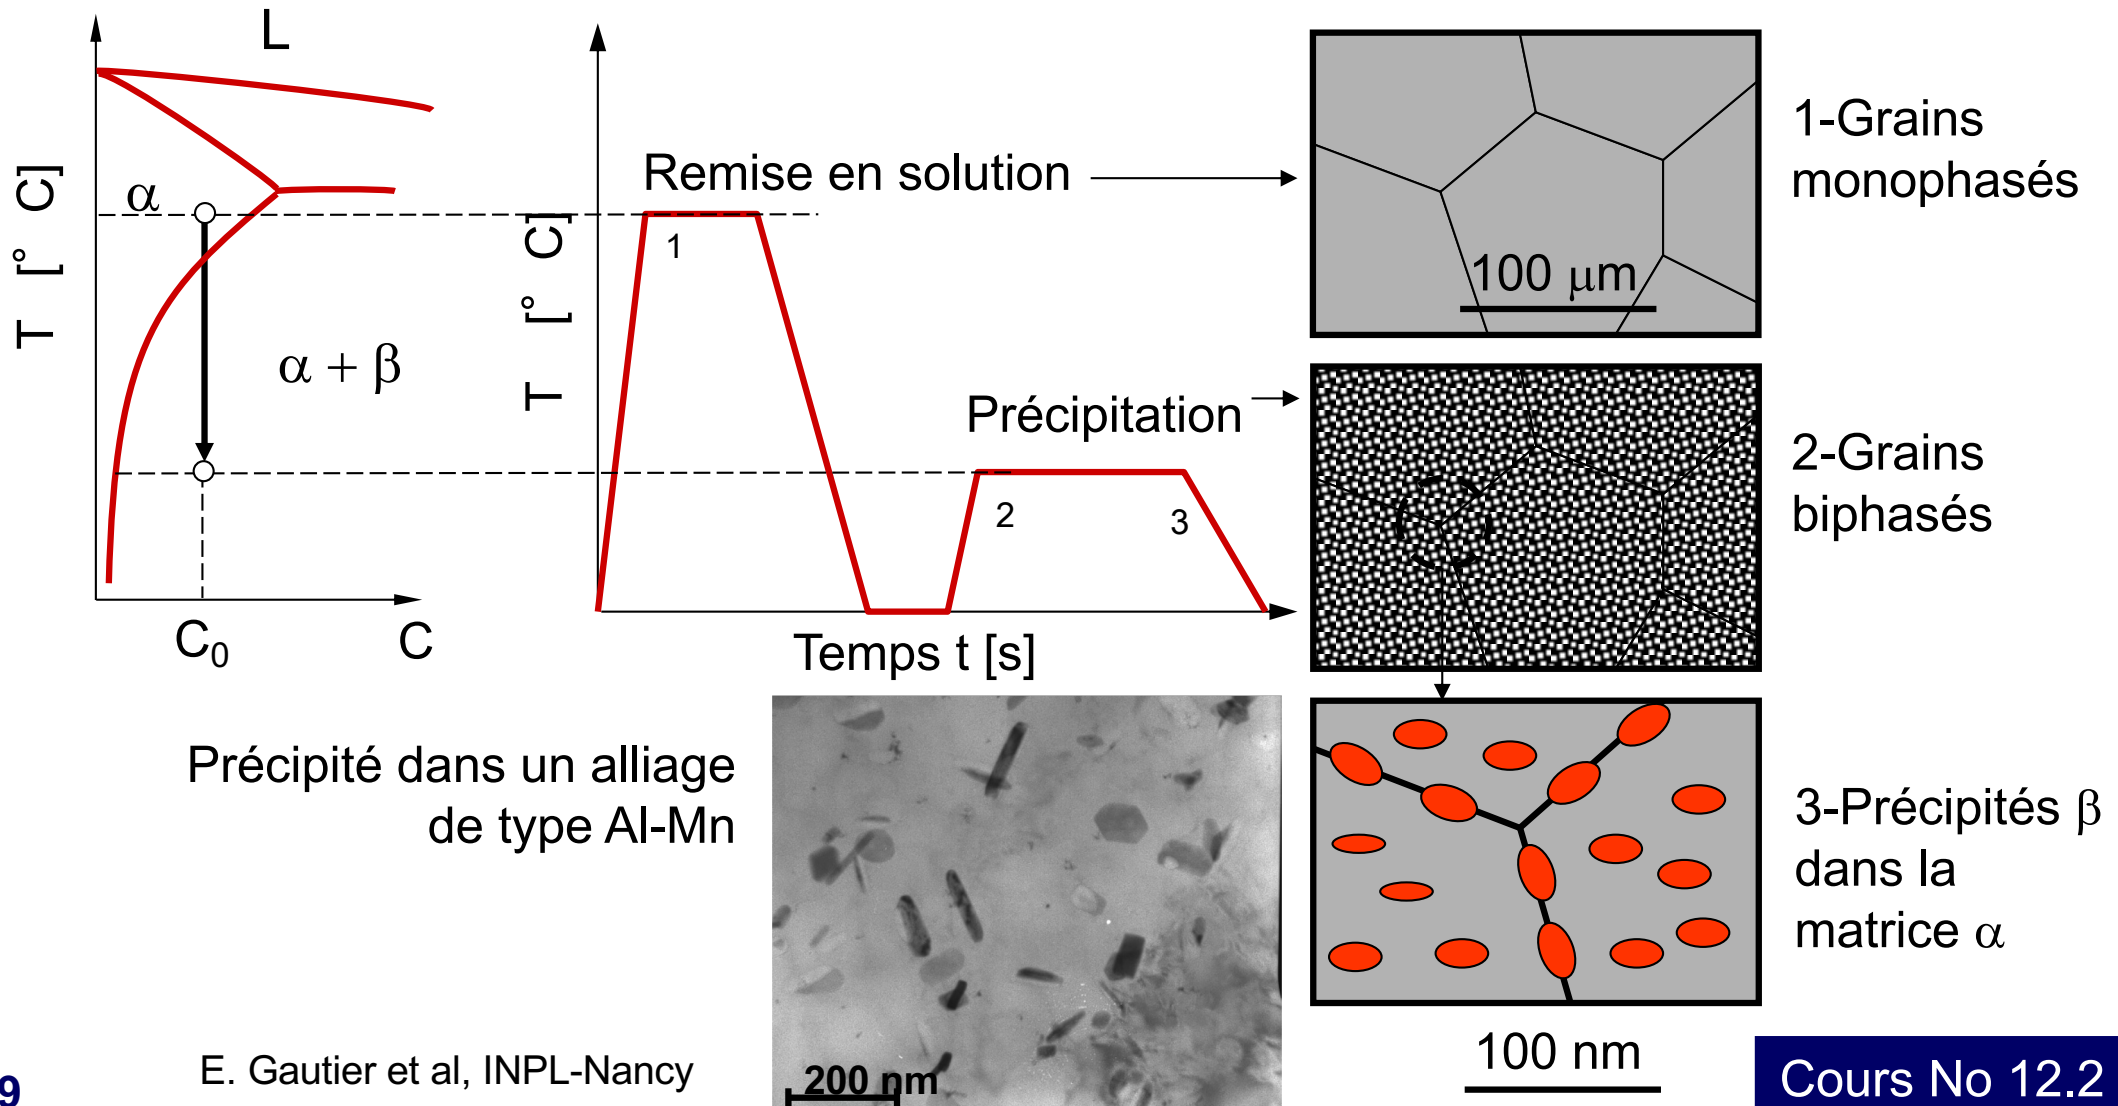 L
T [° C]
α
α + β
C₀
C
T [° C]
Remise en solution
1
Précipitation
2
3
Temps t [s]
100 μm
1-Grains
monophasés
2-Grains
biphasés
Précipité dans un alliage
de type Al-Mn
200 nm
3-Précipités β
dans la
matrice α
100 nm
E. Gautier et al, INPL-Nancy
9
Cours No 12.2